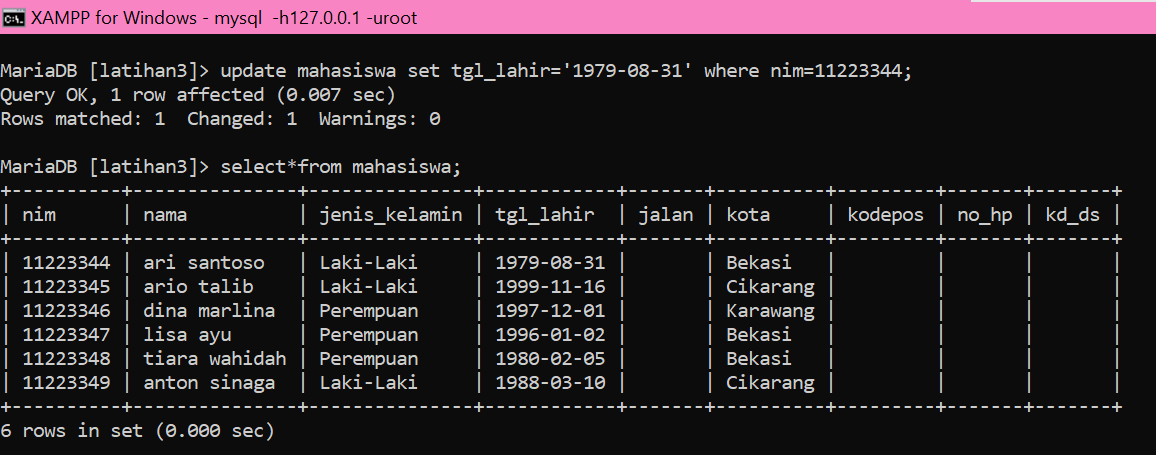 XAMPP for Windows - mysql  -h127.0.0.1 -uroot
MariaDB [latihan3]> update mahasiswa set tgl_lahir='1979-08-31' where nim=11223344;
Query OK, 1 row affected (0.007 sec)
Rows matched: 1  Changed: 1  Warnings: 0
MariaDB [latihan3]> select*from mahasiswa;
+----------+---------------+---------------+------------+-------+----------+---------+-------+-------+
| nim      | nama          | jenis_kelamin | tgl_lahir  | jalan | kota     | kodepos | no_hp | kd_ds |
+----------+---------------+---------------+------------+-------+----------+---------+-------+-------+
| 11223344 | ari santoso   | Laki-Laki     | 1979-08-31 |       | Bekasi   |         |       |       |
| 11223345 | ario talib    | Laki-Laki     | 1999-11-16 |       | Cikarang |         |       |       |
| 11223346 | dina marlina  | Perempuan     | 1997-12-01 |       | Karawang |         |       |       |
| 11223347 | lisa ayu      | Perempuan     | 1996-01-02 |       | Bekasi   |         |       |       |
| 11223348 | tiara wahidah | Perempuan     | 1980-02-05 |       | Bekasi   |         |       |       |
| 11223349 | anton sinaga  | Laki-Laki     | 1988-03-10 |       | Cikarang |         |       |       |
+----------+---------------+---------------+------------+-------+----------+---------+-------+-------+
6 rows in set (0.000 sec)